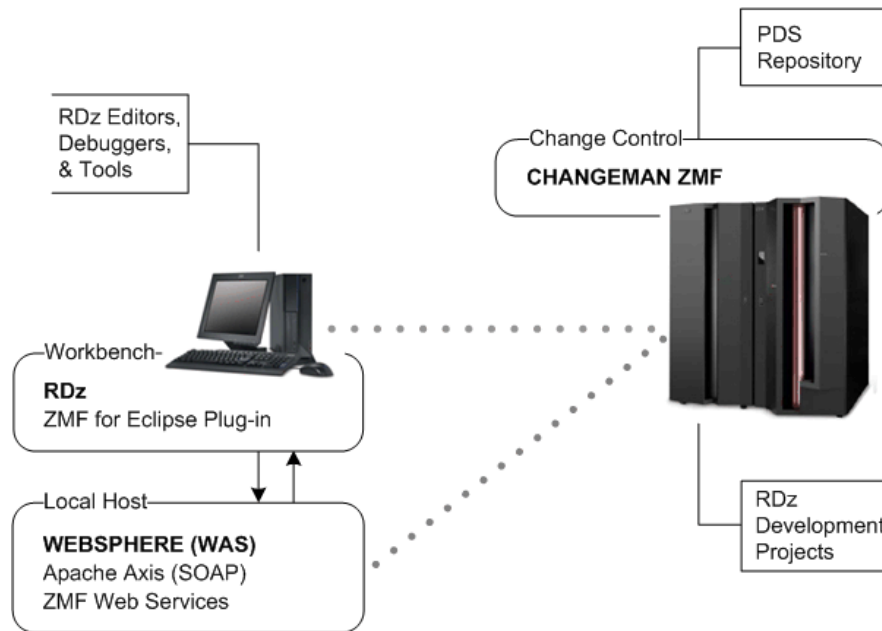 PDS
Repository
RDz Editors,
Debuggers,
& Tools
Change Control
CHANGEMAN ZMF
Workbench
RDz
ZMF for Eclipse Plug-in
Local Host
WEBSPHERE (WAS)
Apache Axis (SOAP)
ZMF Web Services
RDz
Development
Projects